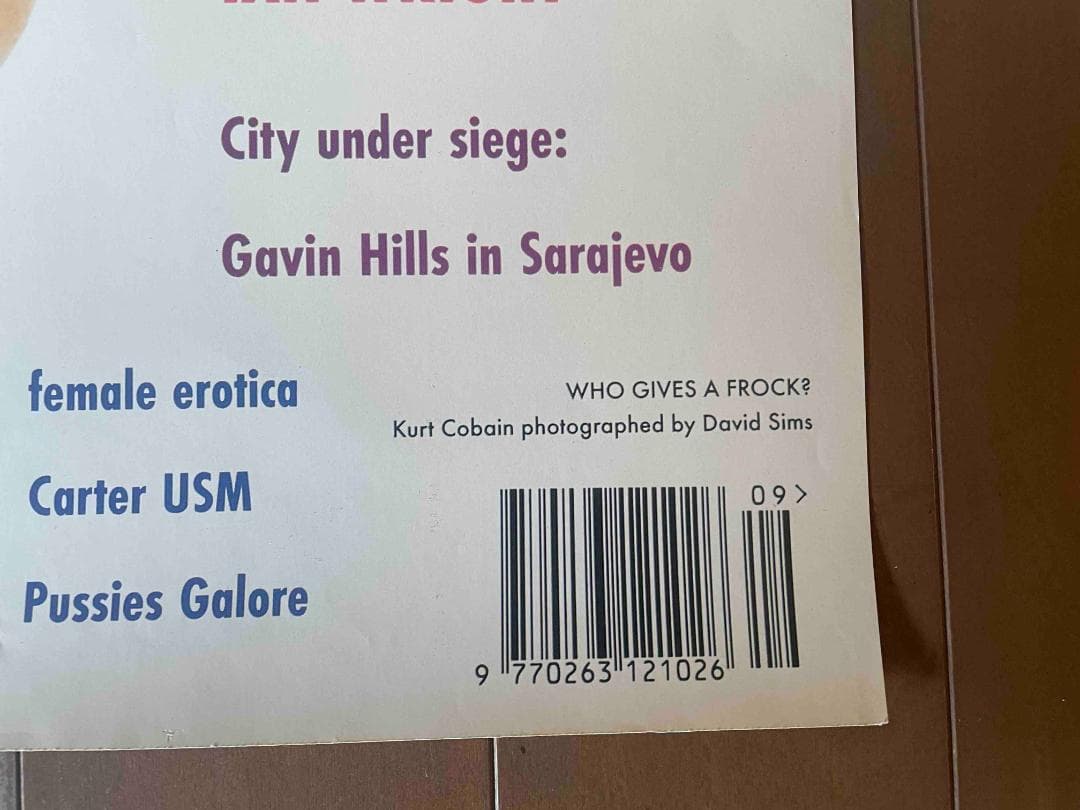 City under siege:
Gavin Hills in Sarajevo
female erotica
Carter USM
Pussies Galore
WHO GIVES A FROCK?
Kurt Cobain photographed by David Sims
09>
9 770263 121026